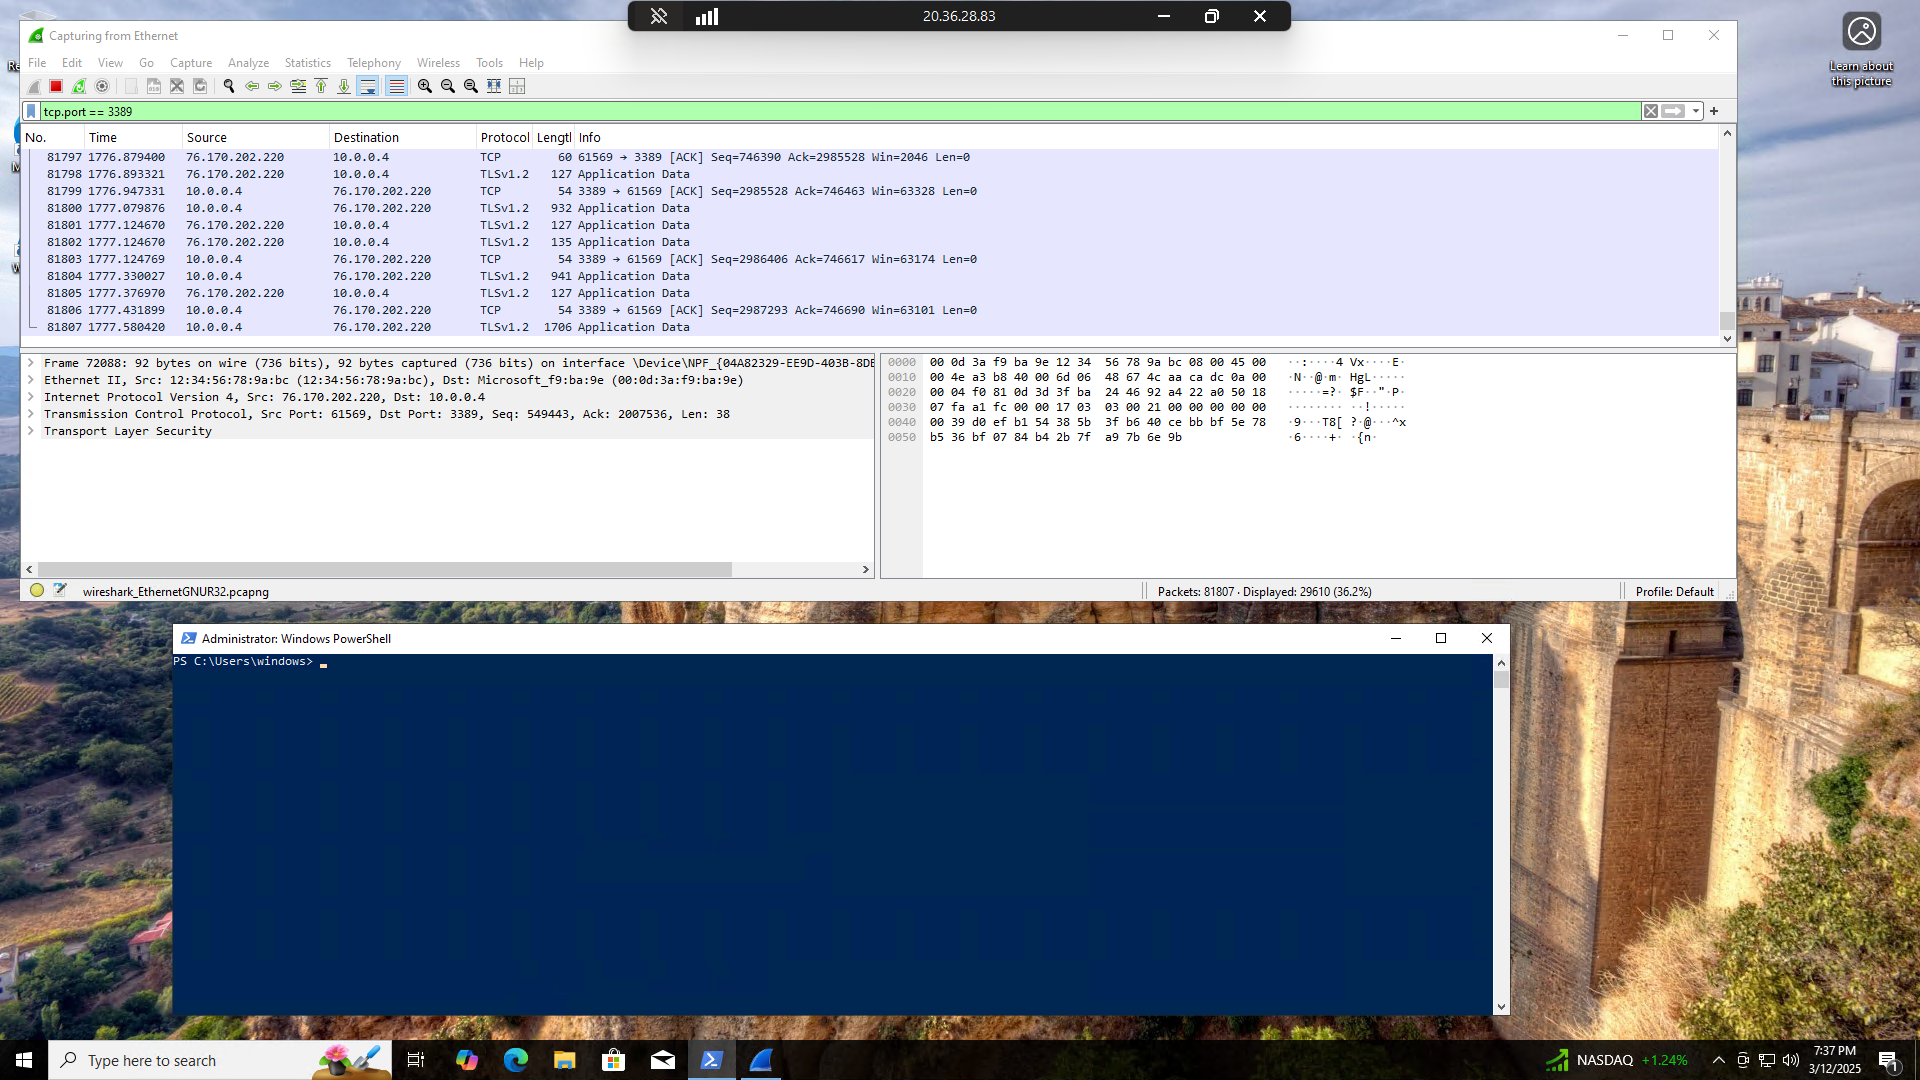 20.36.28.83
Capturing from Ethernet
Learn about
this picture
File Edit View Go Capture Analyze Statistics Telephony Wireless Tools Help
tcp.port == 3389
No. Time Source Destination Protocol Lengtl Info
81797 1776.879400 76.170.202.220 10.0.0.4 TCP 60 61569 → 3389 [ACK] Seq=746390 Ack=2985528 Win=2046 Len=0
81798 1776.893321 76.170.202.220 10.0.0.4 TLSv1.2 127 Application Data
81799 1776.947331 10.0.0.4 76.170.202.220 TCP 54 3389 → 61569 [ACK] Seq=2985528 Ack=746463 Win=63328 Len=0
81800 1777.079876 10.0.0.4 76.170.202.220 TLSv1.2 932 Application Data
81801 1777.124670 76.170.202.220 10.0.0.4 TLSv1.2 127 Application Data
81802 1777.124670 76.170.202.220 10.0.0.4 TLSv1.2 135 Application Data
81803 1777.124769 10.0.0.4 76.170.202.220 TCP 54 3389 → 61569 [ACK] Seq=2986406 Ack=746617 Win=63174 Len=0
81804 1777.330027 10.0.0.4 76.170.202.220 TLSv1.2 941 Application Data
81805 1777.376970 76.170.202.220 10.0.0.4 TLSv1.2 127 Application Data
81806 1777.431899 10.0.0.4 76.170.202.220 TCP 54 3389 → 61569 [ACK] Seq=2987293 Ack=746690 Win=63101 Len=0
81807 1777.580420 10.0.0.4 76.170.202.220 TLSv1.2 1706 Application Data
Frame 72088: 92 bytes on wire (736 bits), 92 bytes captured (736 bits) on interface \Device\NPF_{04A82329-EE9D-403B-8DE
Ethernet II, Src: 12:34:56:78:9a:bc (12:34:56:78:9a:bc), Dst: Microsoft_f9:ba:9e (00:0d:3a:f9:ba:9e)
Internet Protocol Version 4, Src: 76.170.202.220, Dst: 10.0.0.4
Transmission Control Protocol, Src Port: 61569, Dst Port: 3389, Seq: 549443, Ack: 2007536, Len: 38
Transport Layer Security
0000 00 0d 3a f9 ba 9e 12 34 56 78 9a bc 08 00 45 00 ··:····4 Vx····E·
0010 00 4e a3 b8 40 00 6d 06 48 67 4c aa ca dc 0a 00 ·N··@·m· HgL·····
0020 00 04 f0 81 0d 3d 3f ba 24 46 92 a4 22 a0 50 18 ·····=?· $F··"·P·
0030 07 fa a1 fc 00 00 17 03 03 00 21 00 00 00 00 00 ········ ··!·····
0040 00 39 d0 ef b1 54 38 5b 3f b6 40 ce bb bf 5e 78 ·9···T8[ ?·@···^x
0050 b5 36 bf 07 84 b4 2b 7f a9 7b 6e 9b ·6····+· ·{n·
wireshark_EthernetGNUR32.pcapng
Packets: 81807 · Displayed: 29610 (36.2%)
Profile: Default
Administrator: Windows PowerShell
PS C:\Users\windows>
Type here to search
NASDAQ +1.24%
7:37 PM
3/12/2025
1